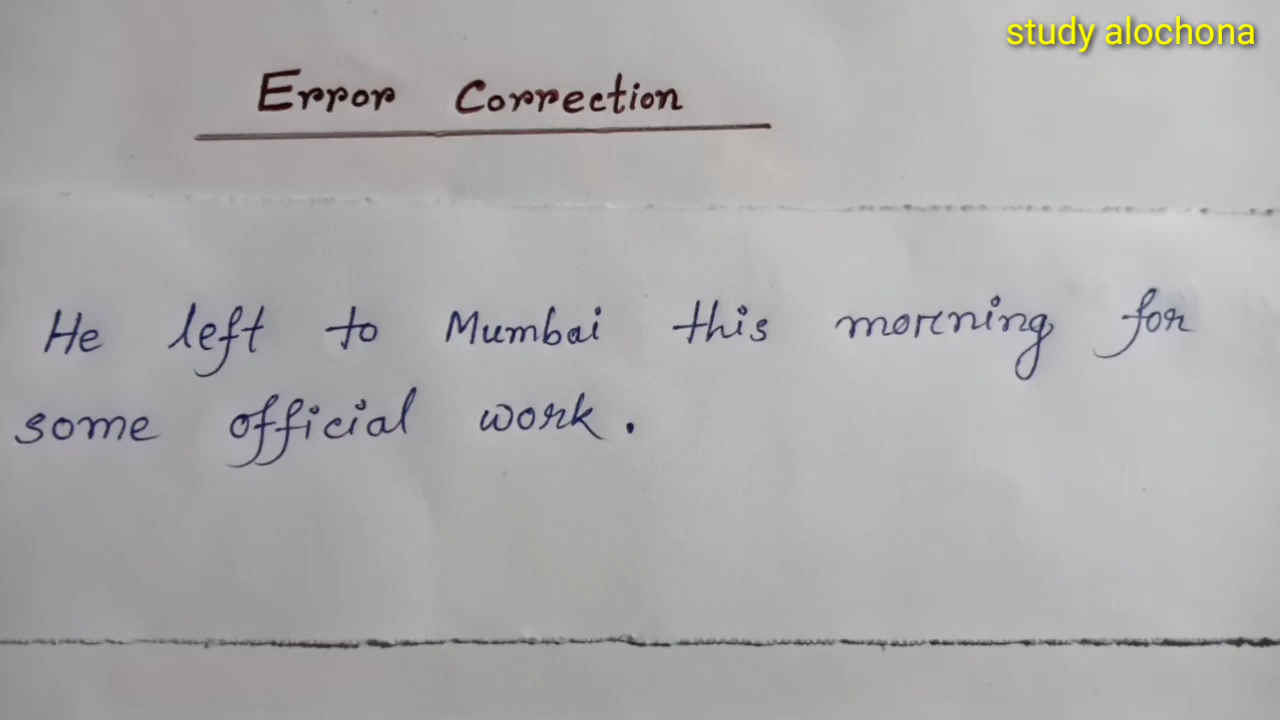 study alochona
Error Correction
He left to Mumbai this morning for
some official work.